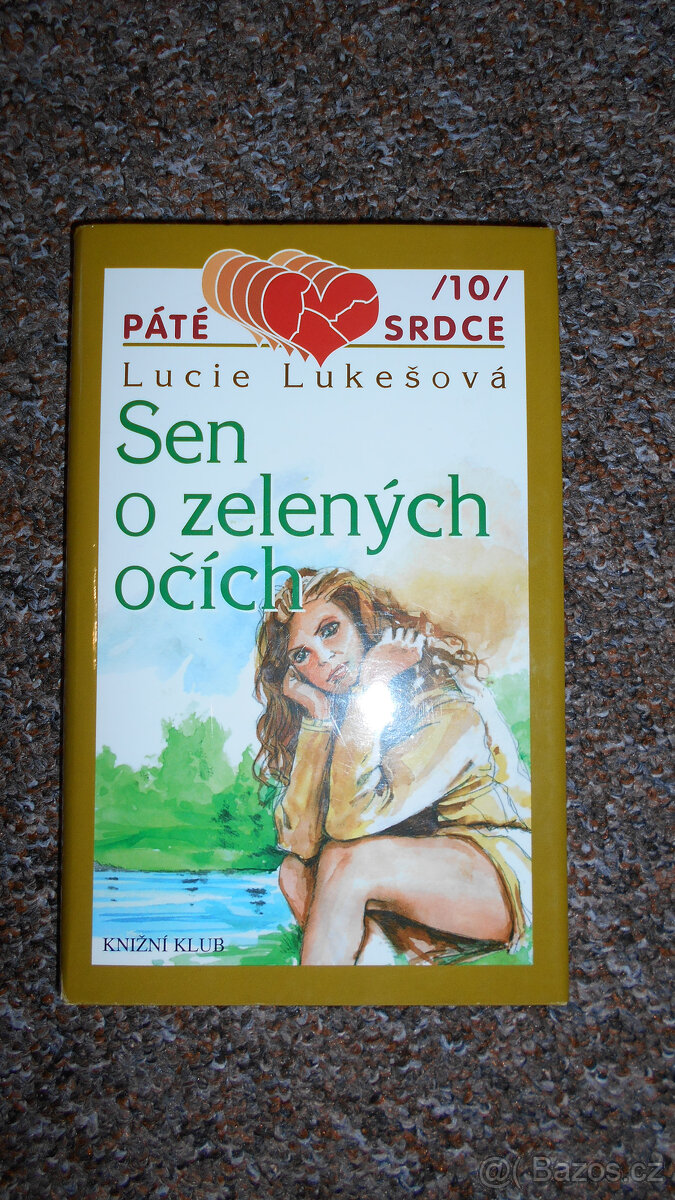 /10/
PÁTÉ SRDCE
Lucie Lukešová
Sen
o zelených
očích
KNIŽNÍ KLUB
@( Bazos.cz